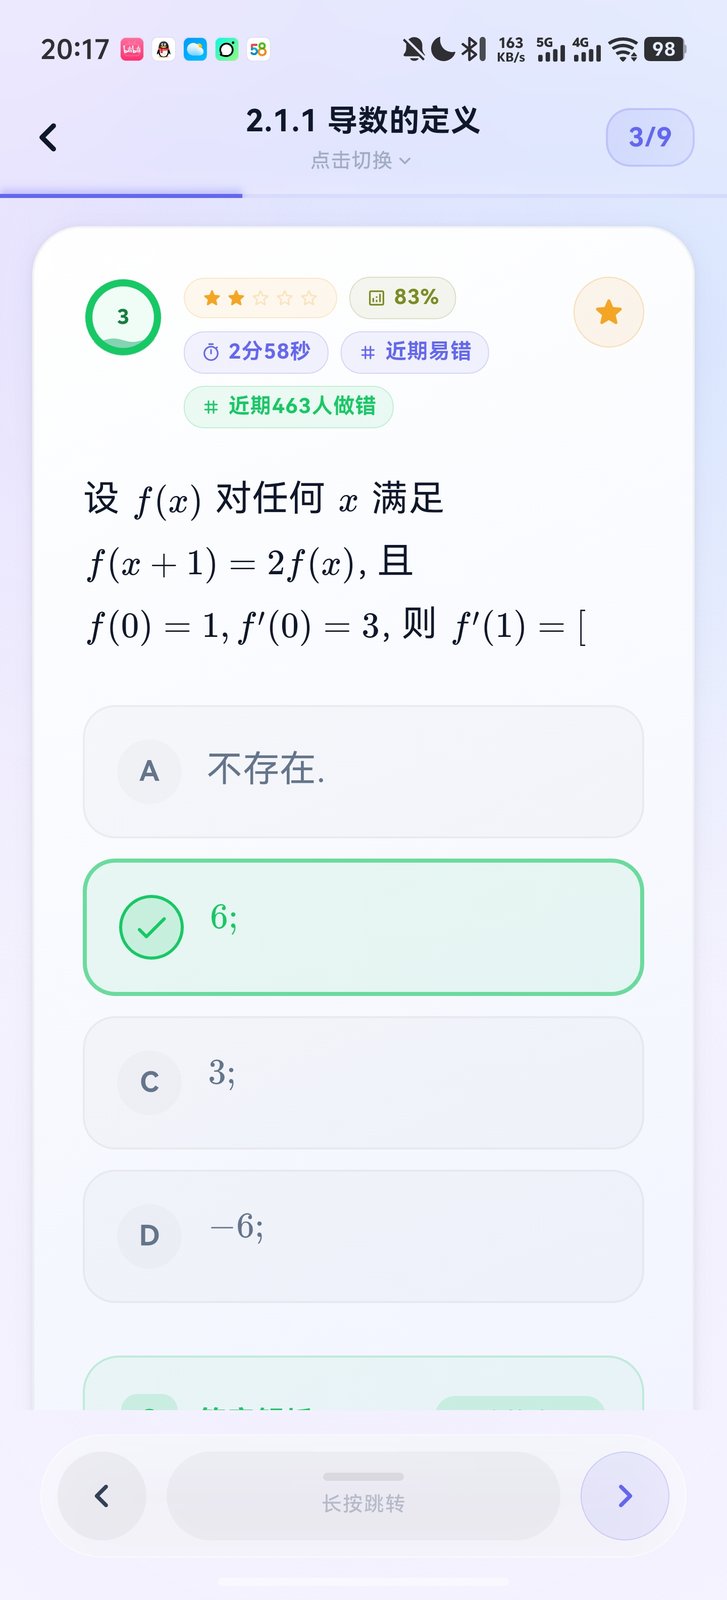 20:17
58
163 KB/s
5G
4G
98
2.1.1 导数的定义
点击切换
3/9
3
83%
2分58秒
# 近期易错
# 近期463人做错
设 f(x) 对任何 x 满足
f(x + 1) = 2f(x), 且
f(0) = 1, f′(0) = 3, 则 f′(1) = [
A 不存在.
6;
C 3;
D −6;
长按跳转